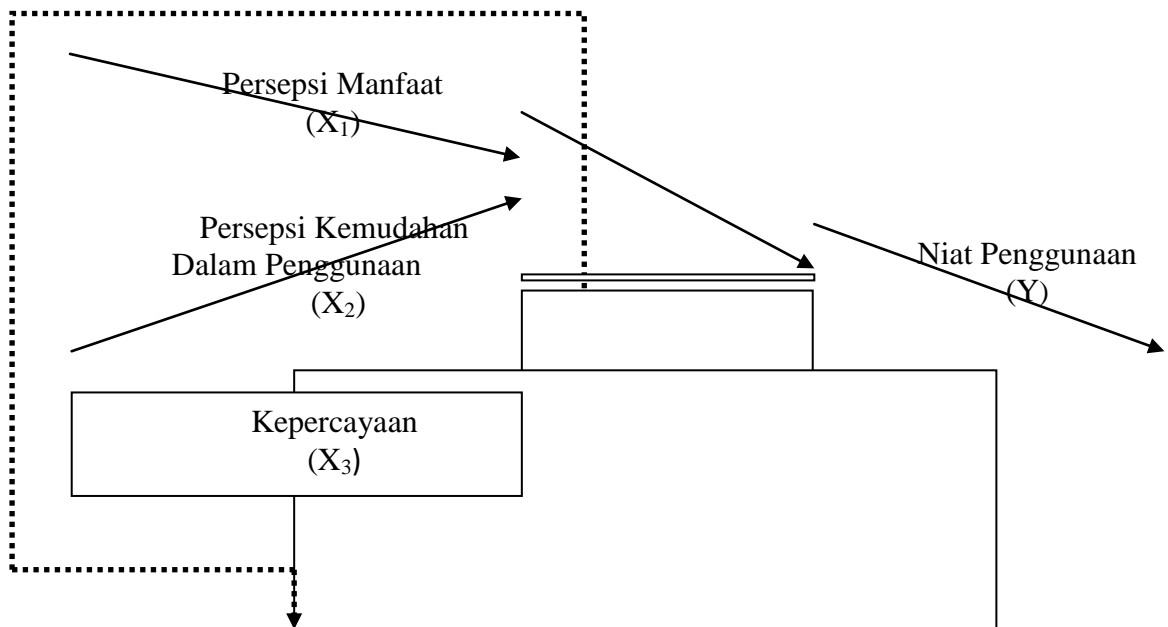 Persepsi Manfaat
(X₁)
Persepsi Kemudahan
Dalam Penggunaan
(X₂)
Niat Penggunaan
(Y)
Kepercayaan
(X₃)